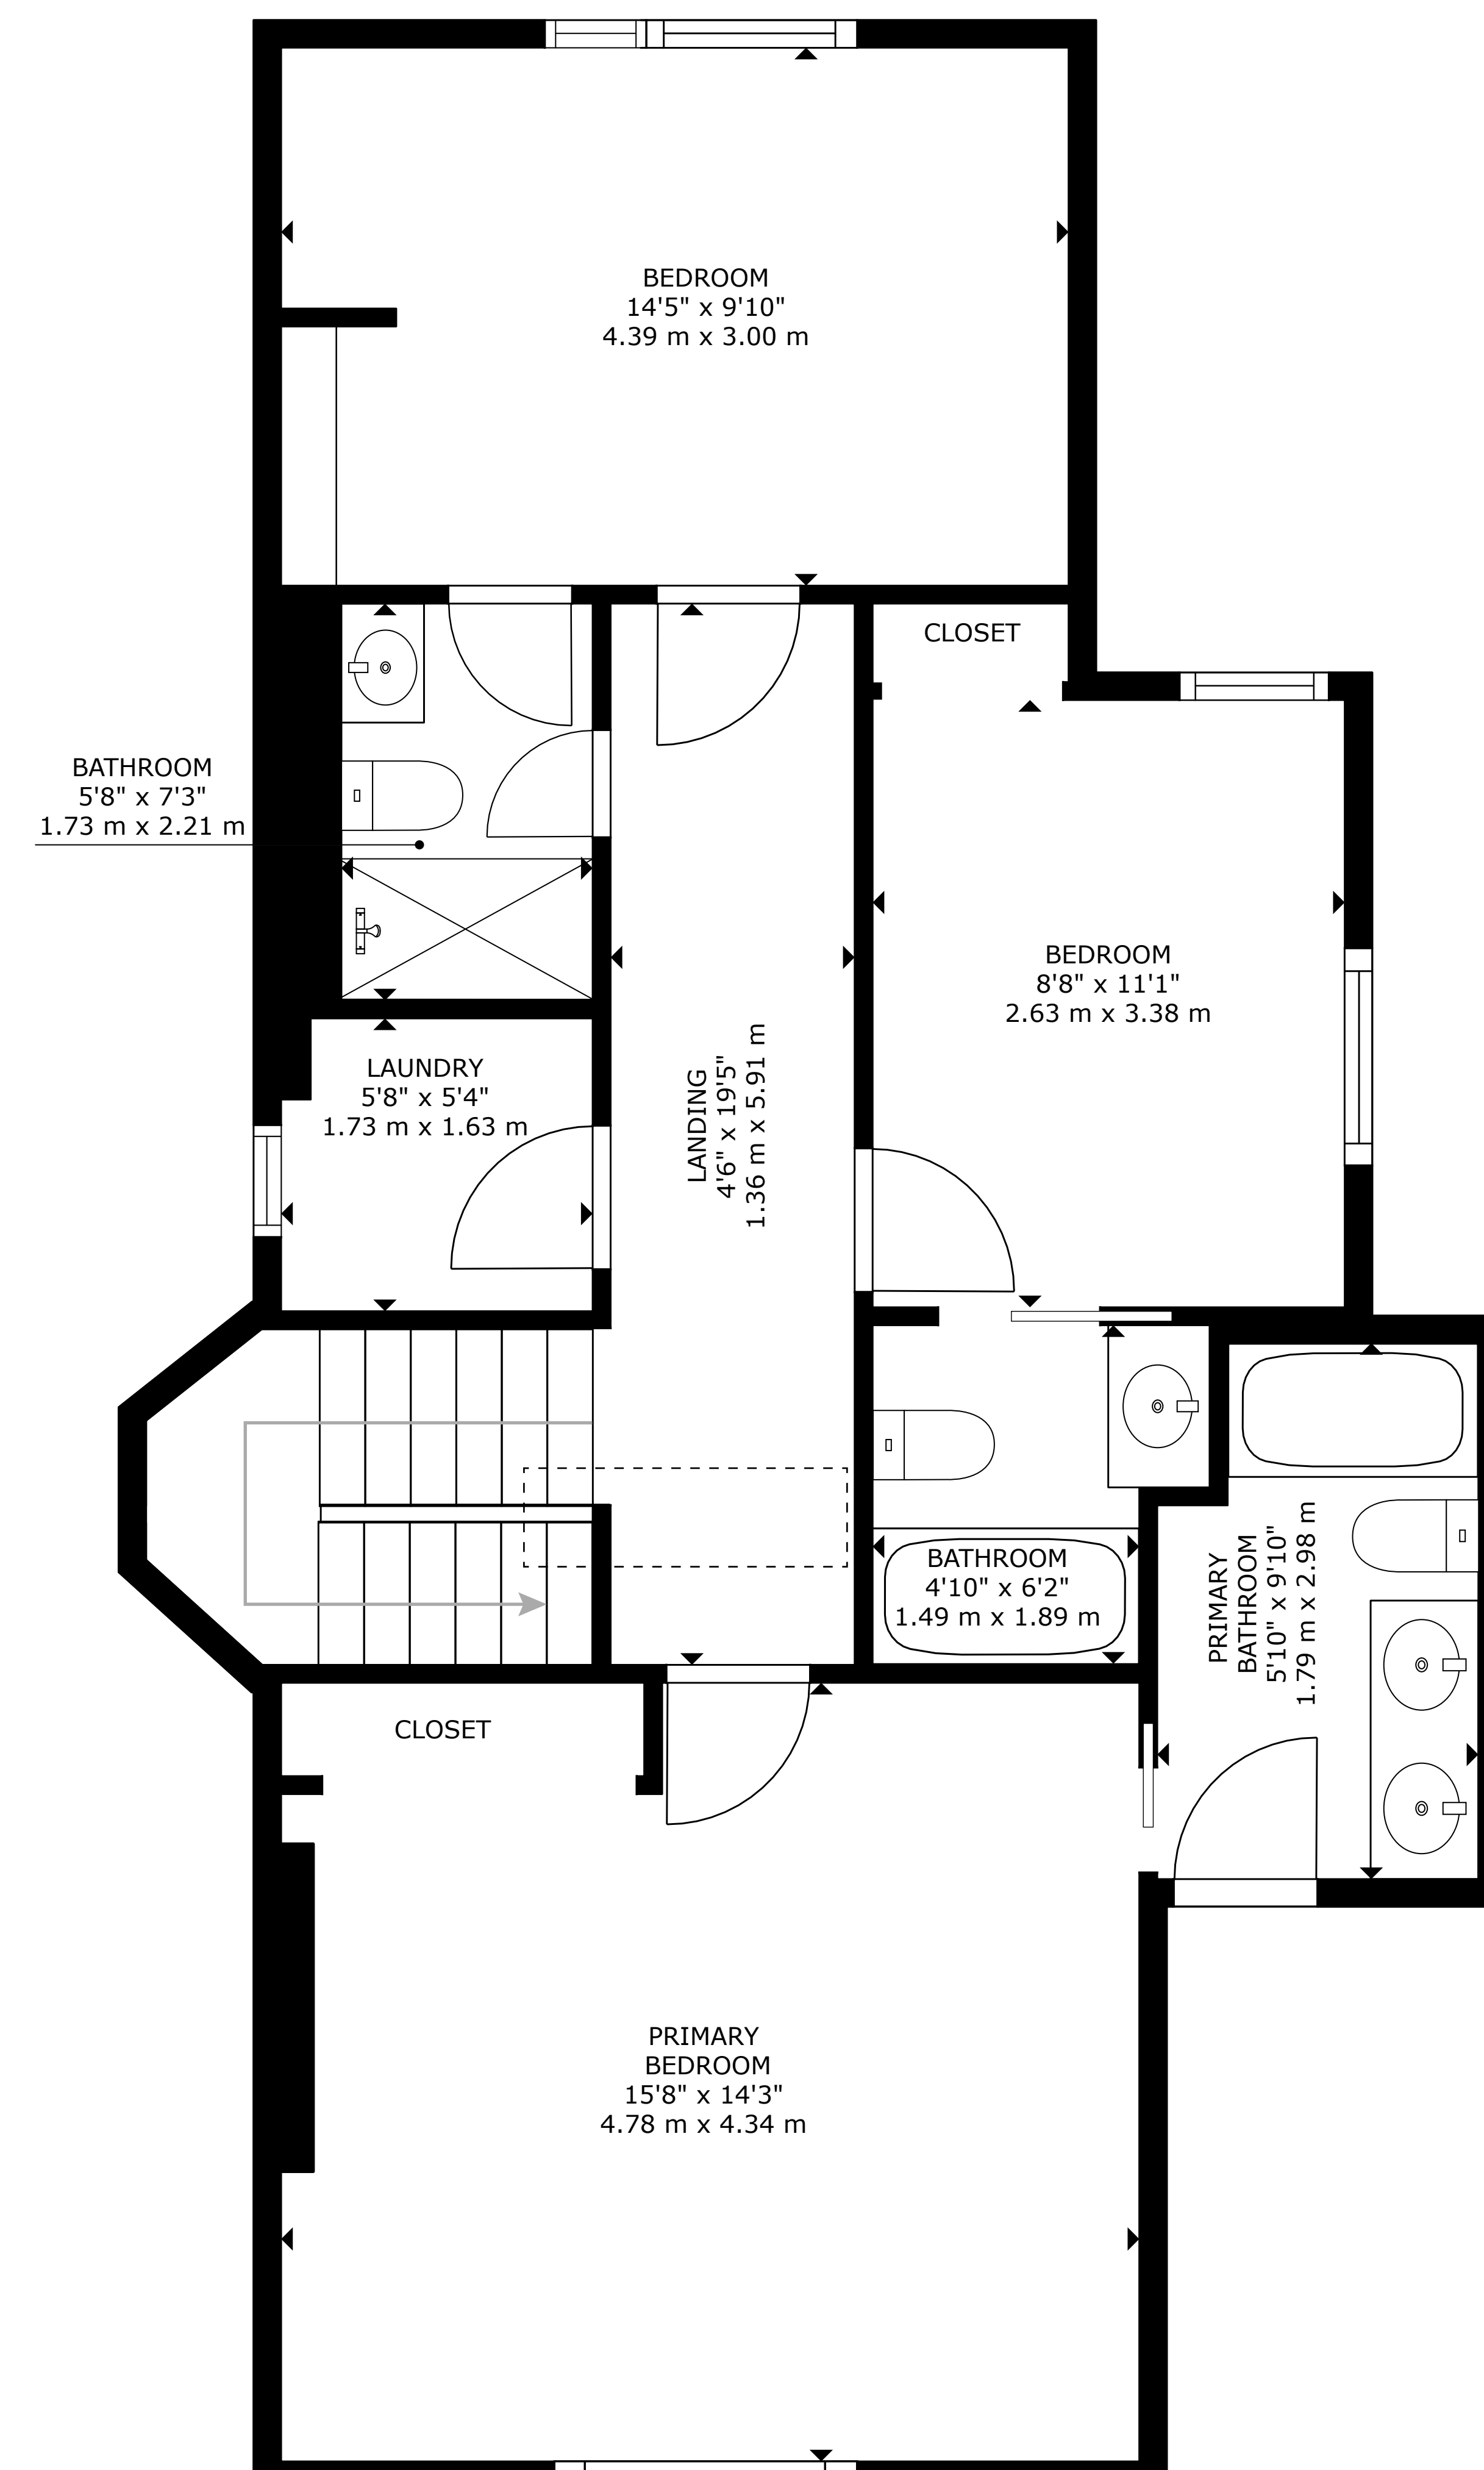 BEDROOM
14'5" x 9'10"
4.39 m x 3.00 m
CLOSET
BATHROOM
5'8" x 7'3"
1.73 m x 2.21 m
BEDROOM
8'8" x 11'1"
2.63 m x 3.38 m
LAUNDRY
5'8" x 5'4"
1.73 m x 1.63 m
LANDING
4'6" x 19'5"
1.36 m x 5.91 m
BATHROOM
4'10" x 6'2"
1.49 m x 1.89 m
PRIMARY
BATHROOM
5'10" x 9'10"
1.79 m x 2.98 m
CLOSET
PRIMARY
BEDROOM
15'8" x 14'3"
4.78 m x 4.34 m